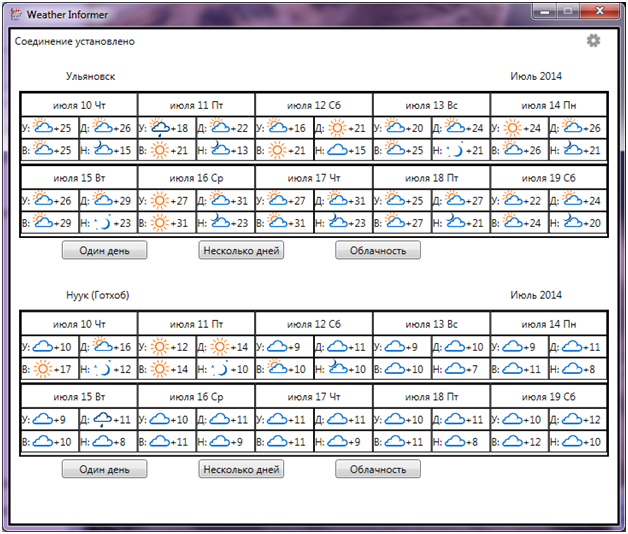 Weather Informer
Соединение установлено
Ульяновск Июль 2014
июля 10 Чт июля 11 Пт июля 12 Сб июля 13 Вс июля 14 Пн
У: +25 Д: +26 У: +18 Д: +22 У: +16 Д: +21 У: +20 Д: +24 У: +24 Д: +26
В: +25 Н: +15 В: +21 Н: +13 В: +21 Н: +15 В: +25 Н: +21 В: +26 Н: +21
июля 15 Вт июля 16 Ср июля 17 Чт июля 18 Пт июля 19 Сб
У: +26 Д: +29 У: +27 Д: +31 У: +27 Д: +31 У: +25 Д: +27 У: +22 Д: +24
В: +29 Н: +23 В: +31 Н: +23 В: +31 Н: +23 В: +27 Н: +21 В: +24 Н: +20
Один день Несколько дней Облачность
Нуук (Готхоб) Июль 2014
июля 10 Чт июля 11 Пт июля 12 Сб июля 13 Вс июля 14 Пн
У: +10 Д: +16 У: +12 Д: +14 У: +9 Д: +11 У: +9 Д: +10 У: +9 Д: +11
В: +17 Н: +12 В: +14 Н: +10 В: +10 Н: +10 В: +10 Н: +7 В: +11 Н: +8
июля 15 Вт июля 16 Ср июля 17 Чт июля 18 Пт июля 19 Сб
У: +9 Д: +11 У: +10 Д: +11 У: +11 Д: +11 У: +10 Д: +11 У: +10 Д: +12
В: +10 Н: +8 В: +11 Н: +9 В: +11 Н: +9 В: +11 Н: +8 В: +12 Н: +10
Один день Несколько дней Облачность